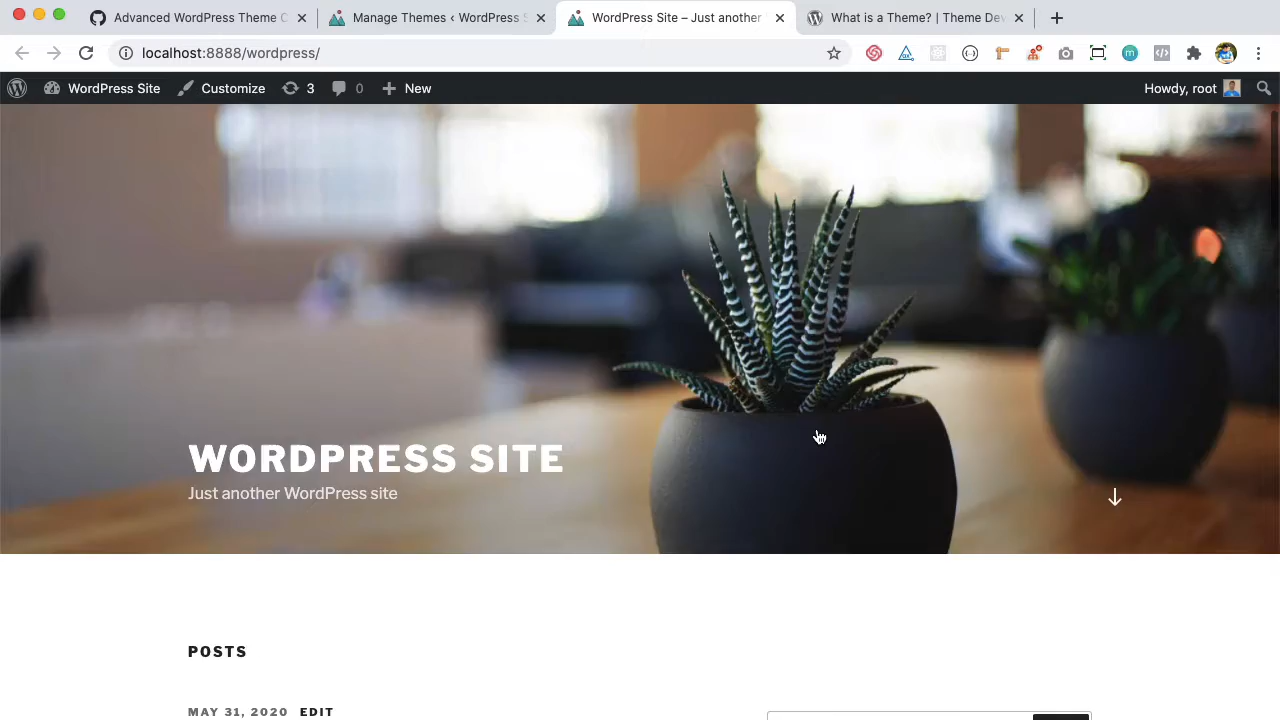 Advanced WordPress Theme C
Manage Themes ‹ WordPress S
WordPress Site – Just another
What is a Theme? | Theme Dev
localhost:8888/wordpress/
WordPress Site
Customize
3
0
New
Howdy, root
WORDPRESS SITE
Just another WordPress site
POSTS
MAY 31, 2020 EDIT